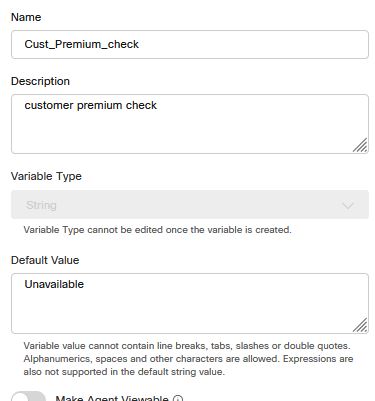 Name
Cust_Premium_check
Description
customer premium check
Variable Type
String
Variable Type cannot be edited once the variable is created.
Default Value
Unavailable
Variable value cannot contain line breaks, tabs, slashes or double quotes.
Alphanumerics, spaces and other characters are allowed. Expressions are
also not supported in the default string value.
Make Agent Viewable